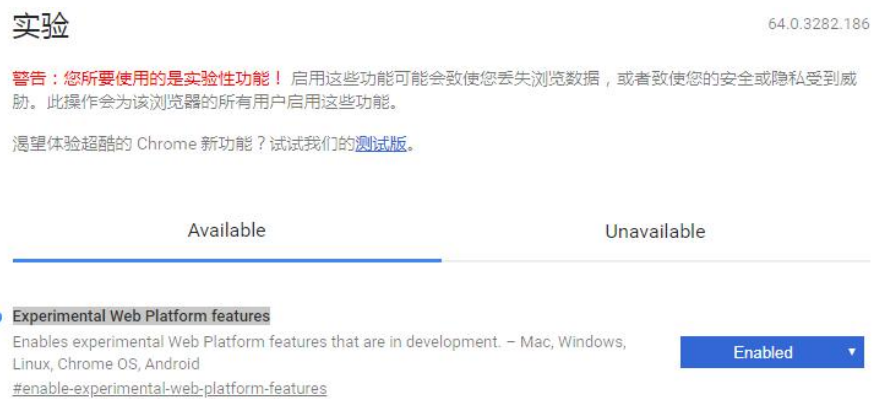 实验
64.0.3282.186
警告：您所要使用的是实验性功能！ 启用这些功能可能会致使您丢失浏览数据，或者致使您的安全或隐私受到威
胁。此操作会为该浏览器的所有用户启用这些功能。
渴望体验超酷的 Chrome 新功能？试试我们的测试版。
Available
Unavailable
Experimental Web Platform features
Enables experimental Web Platform features that are in development. – Mac, Windows,
Linux, Chrome OS, Android
#enable-experimental-web-platform-features
Enabled